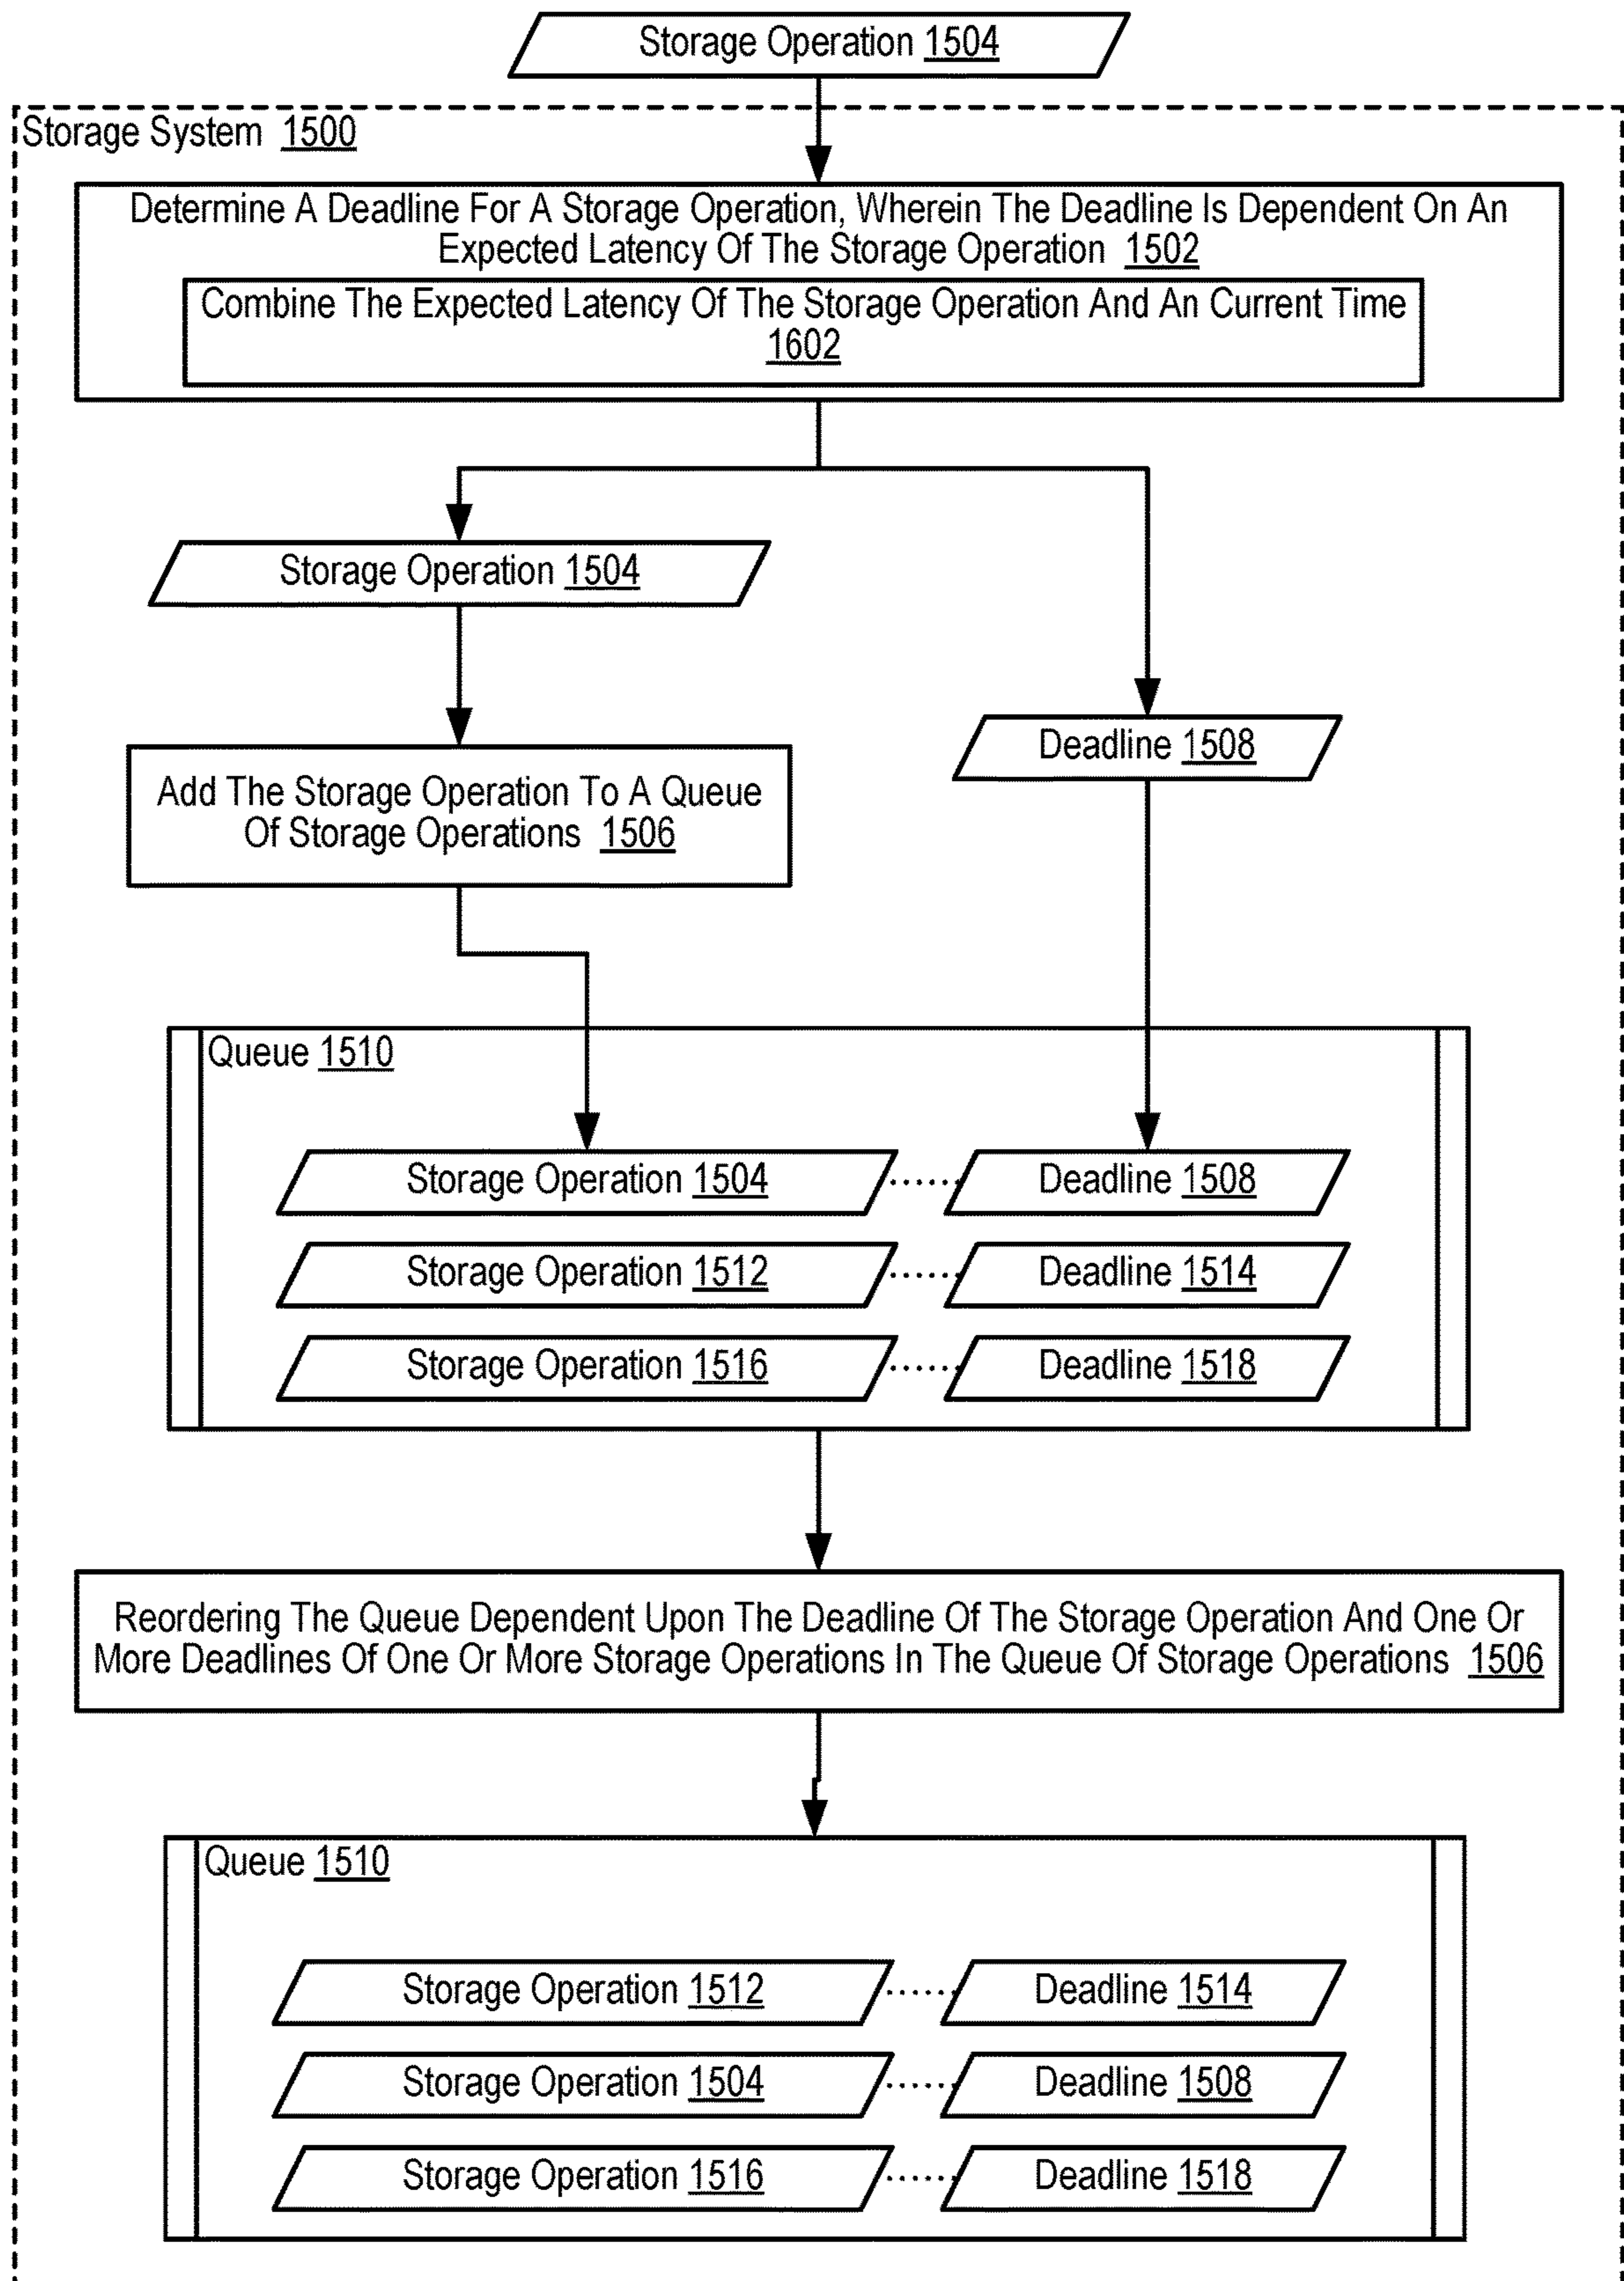 Storage Operation 1504
Storage System 1500
Determine A Deadline For A Storage Operation, Wherein The Deadline Is Dependent On An
Expected Latency Of The Storage Operation 1502
Combine The Expected Latency Of The Storage Operation And An Current Time
1602
Storage Operation 1504
Deadline 1508
Add The Storage Operation To A Queue
Of Storage Operations 1506
Queue 1510
Storage Operation 1504 ...... Deadline 1508
Storage Operation 1512 ...... Deadline 1514
Storage Operation 1516 ...... Deadline 1518
Reordering The Queue Dependent Upon The Deadline Of The Storage Operation And One Or
More Deadlines Of One Or More Storage Operations In The Queue Of Storage Operations 1506
Queue 1510
Storage Operation 1512 ...... Deadline 1514
Storage Operation 1504 ...... Deadline 1508
Storage Operation 1516 ...... Deadline 1518